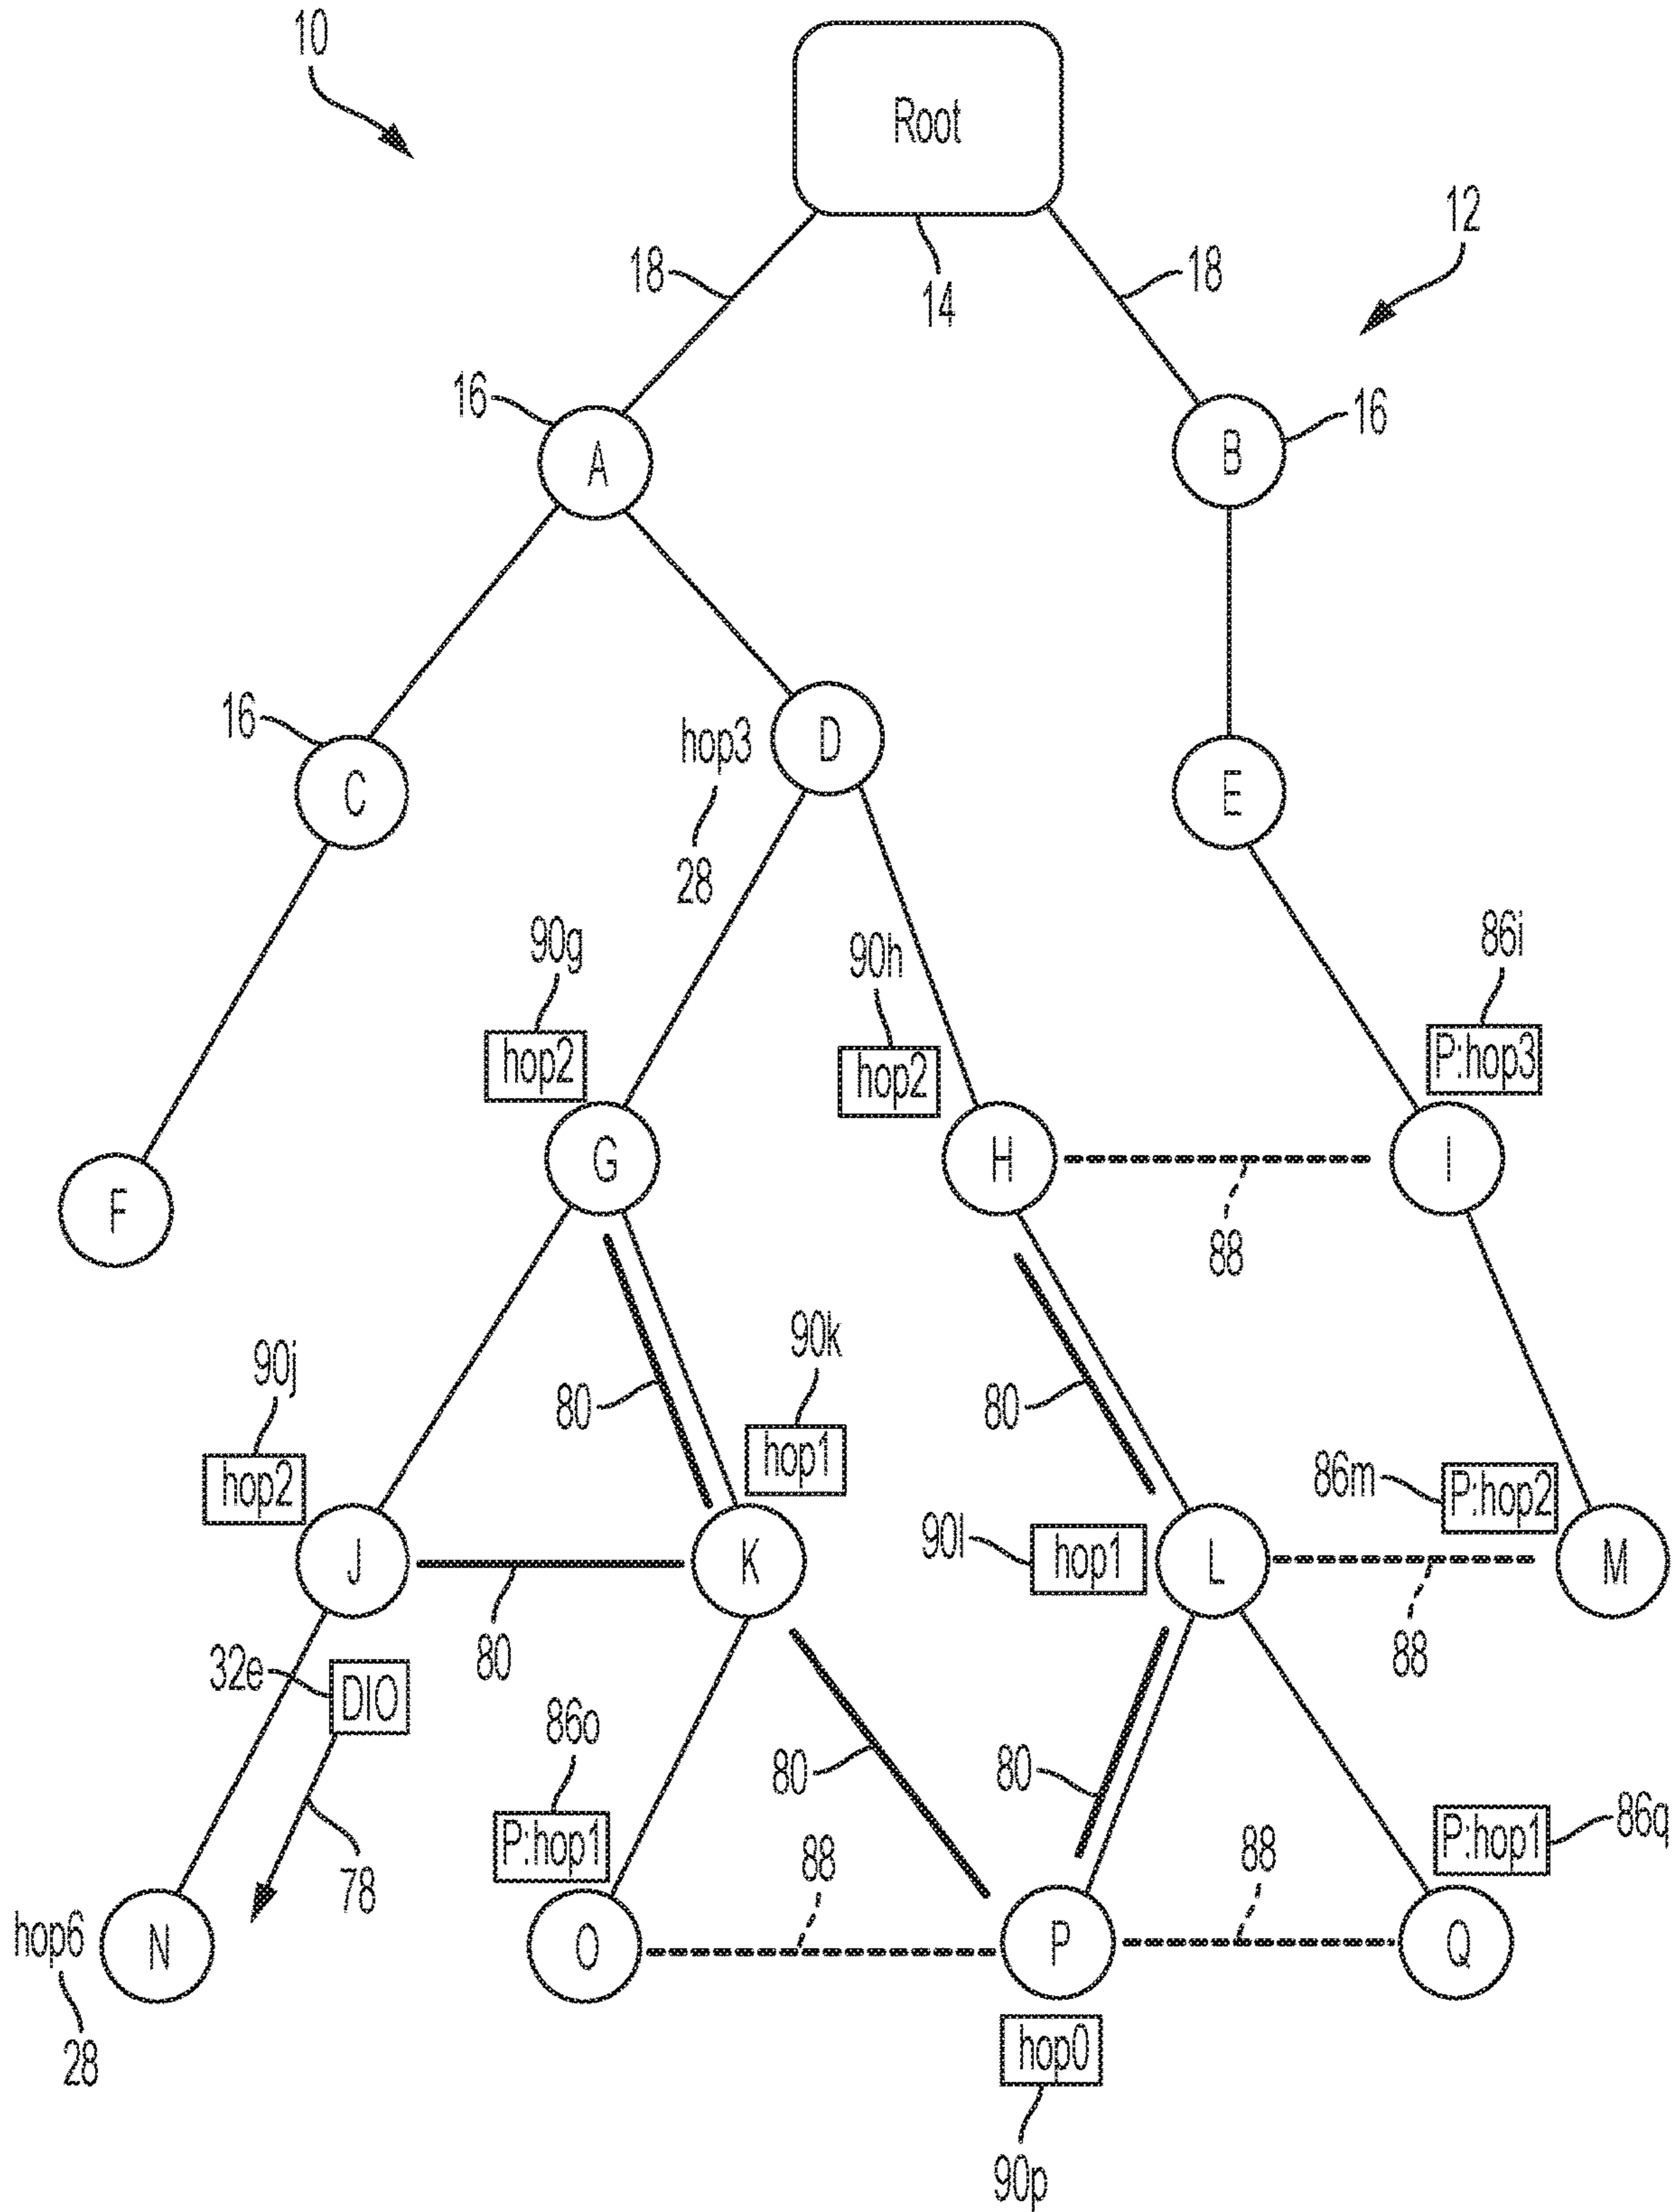 10
Root
12
18
18
14
16
A
B
16
16
hop3
D
C
E
28
90g
90h
86i
hop2
hop2
P:hop3
G
H
I
F
88
90j
90k
80
80
hop2
hop1
86m
P:hop2
90l
hop1
J
K
L
M
32e
DIO
80
88
86o
80
80
P:hop1
88
88
P:hop1
86q
78
hop6
N
O
P
Q
28
hop0
90p